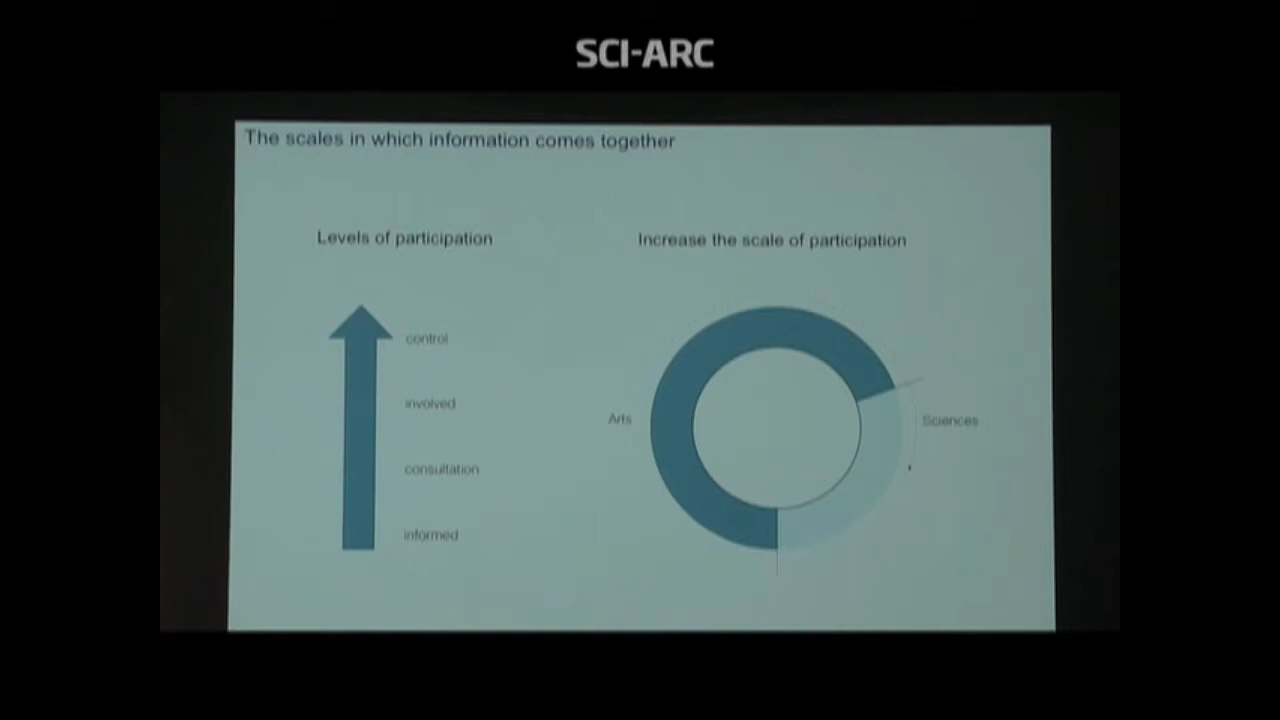 SCI-ARC
The scales in which information comes together
Levels of participation
control
involved
consultation
informed
Increase the scale of participation
Arts
Sciences